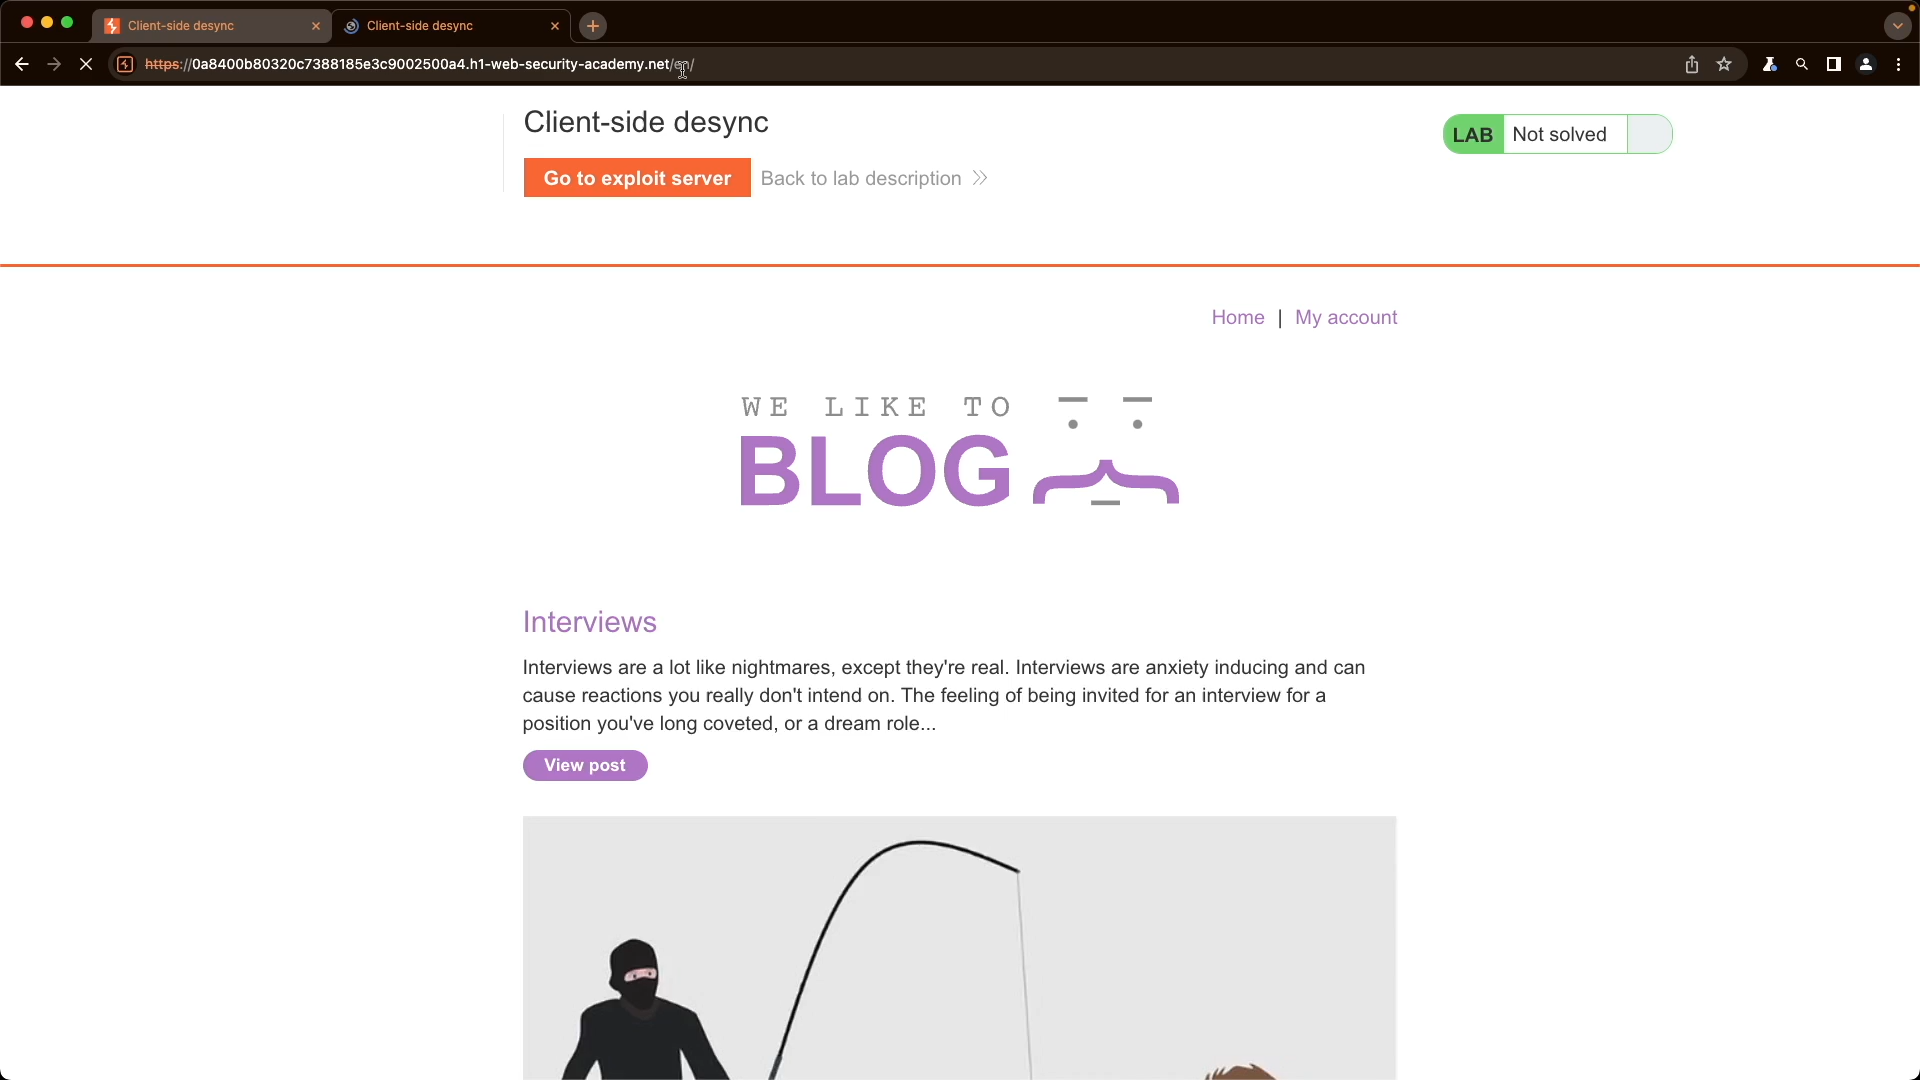 Client-side desync
Client-side desync
https://0a8400b80320c7388185e3c9002500a4.h1-web-security-academy.net/en/
Client-side desync
LAB Not solved
Go to exploit server
Back to lab description
Home | My account
WE LIKE TO
BLOG
Interviews
Interviews are a lot like nightmares, except they're real. Interviews are anxiety inducing and can
cause reactions you really don't intend on. The feeling of being invited for an interview for a
position you've long coveted, or a dream role...
View post